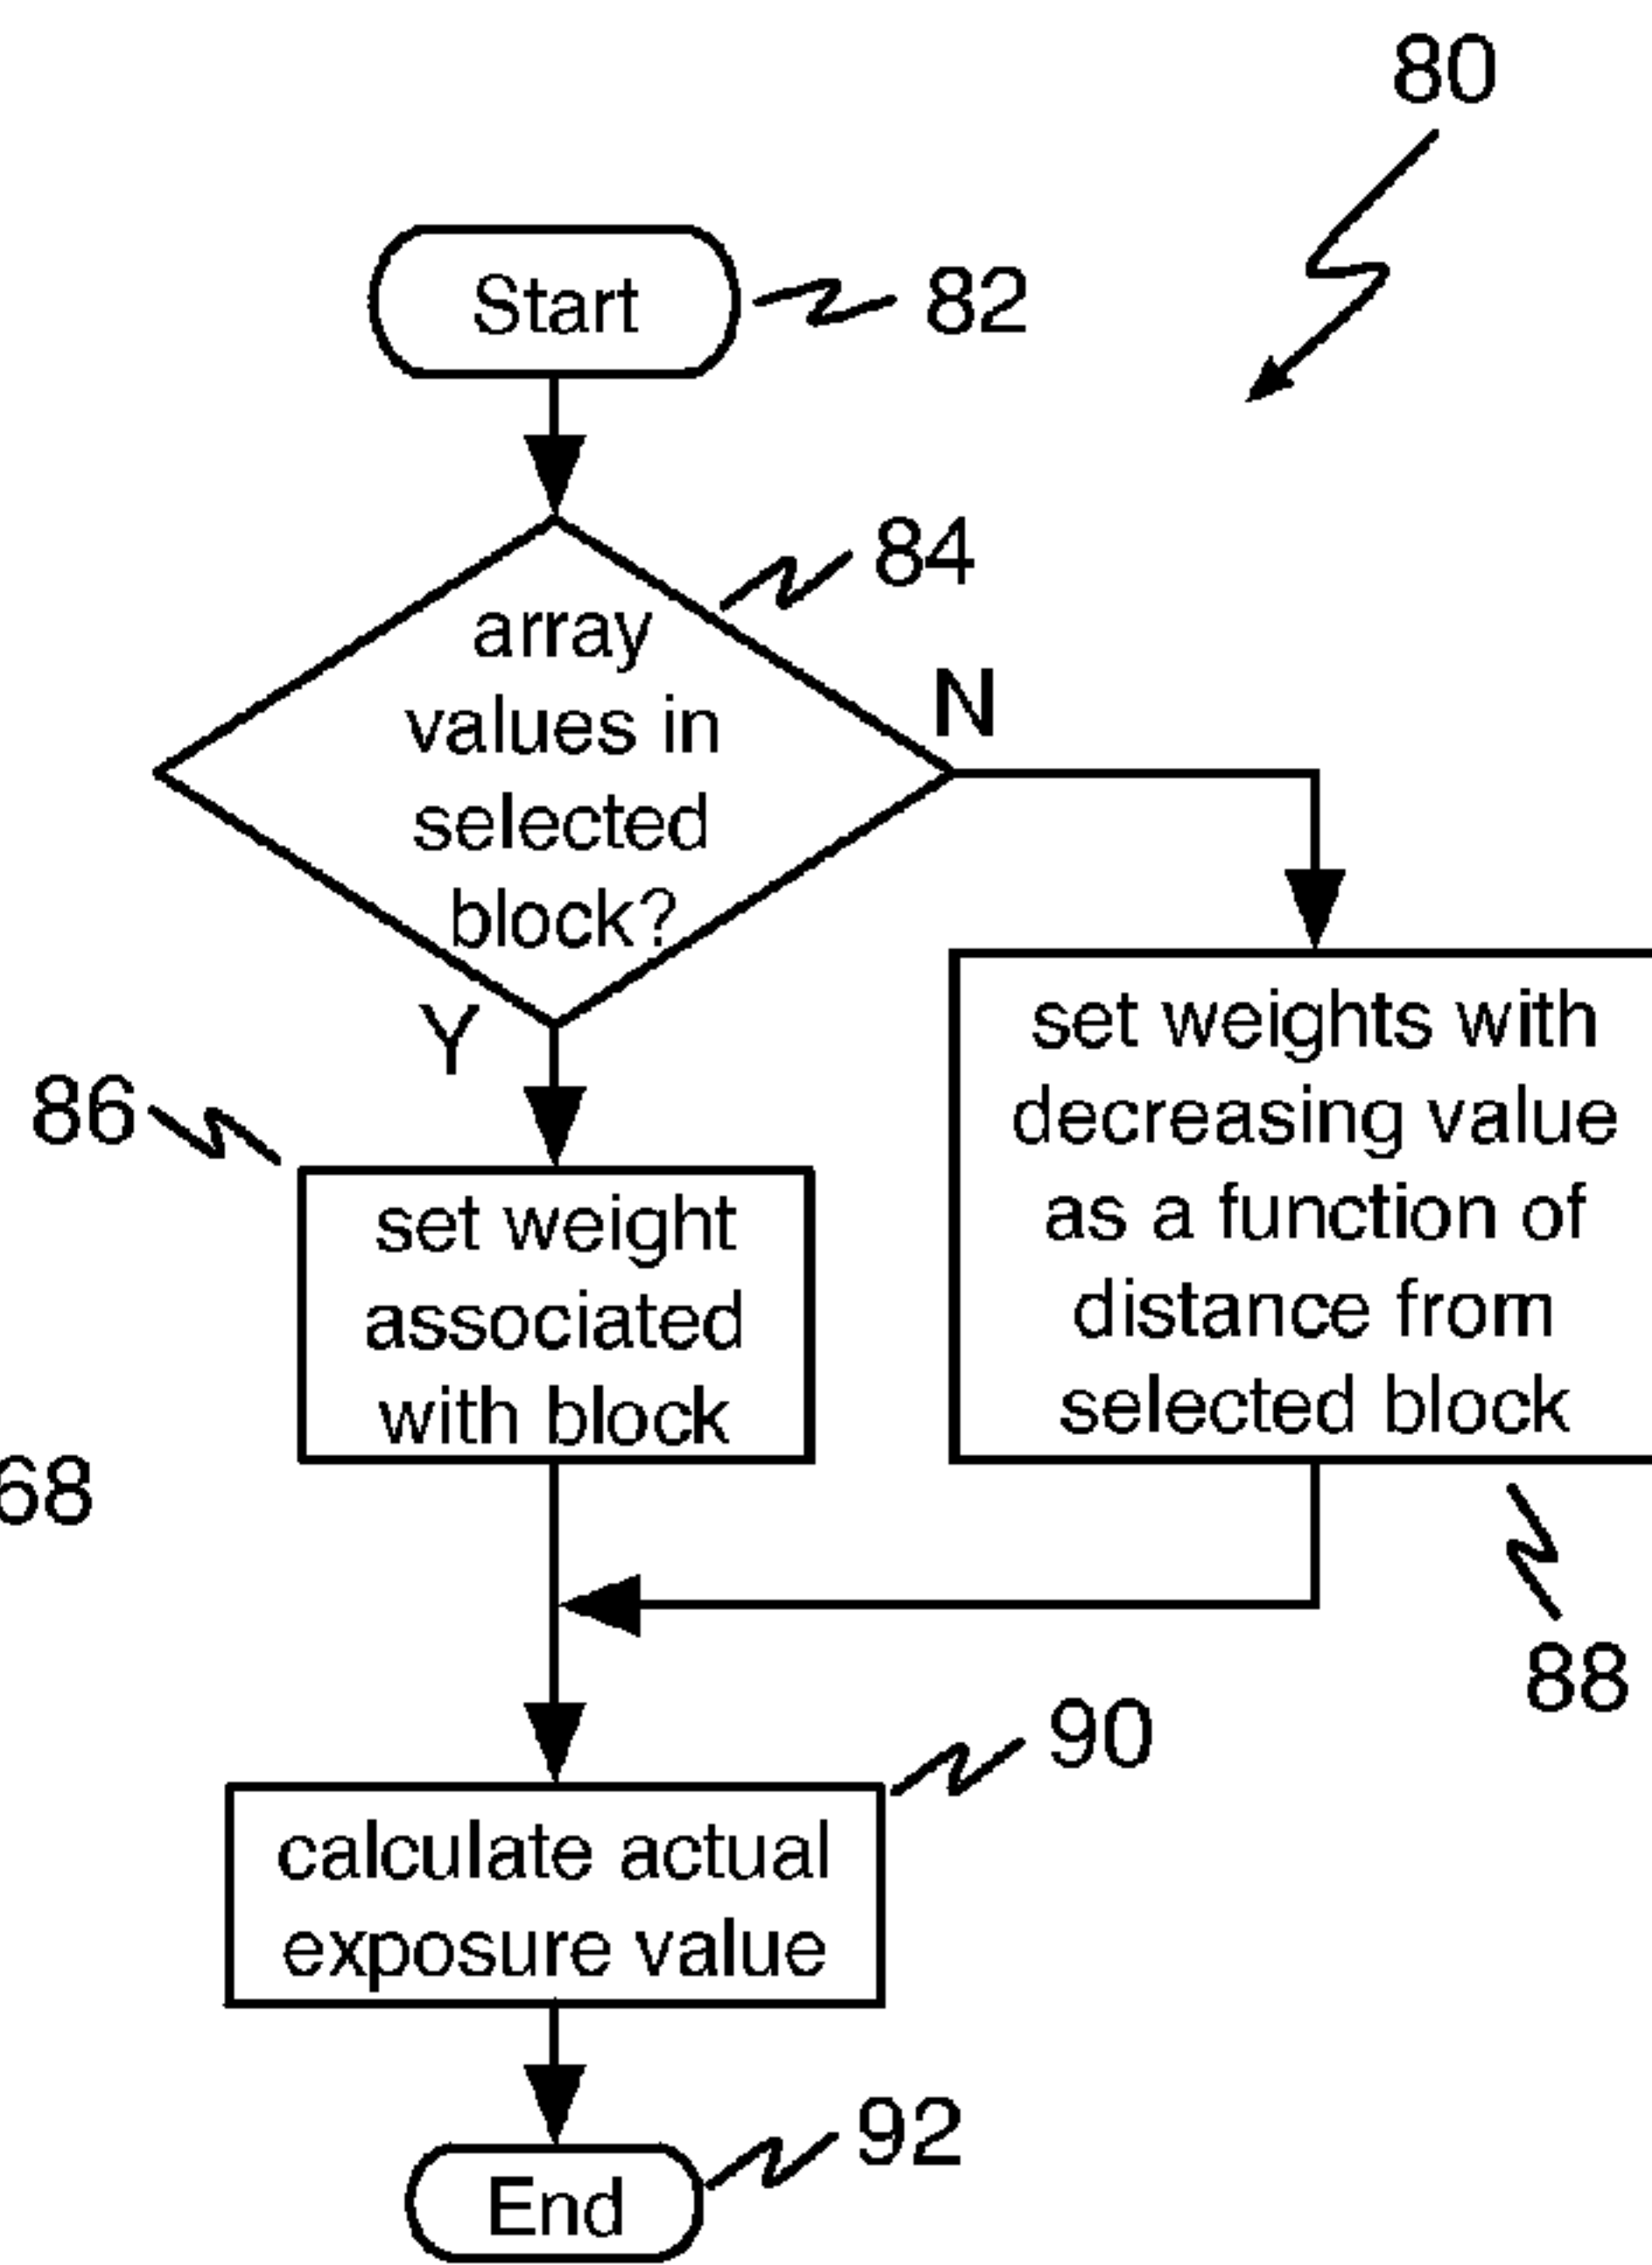 80
Start
82
84
array
values in
selected
block?
N
Y
86
set weight
associated
with block
set weights with
decreasing value
as a function of
distance from
selected block
68
88
90
calculate actual
exposure value
92
End